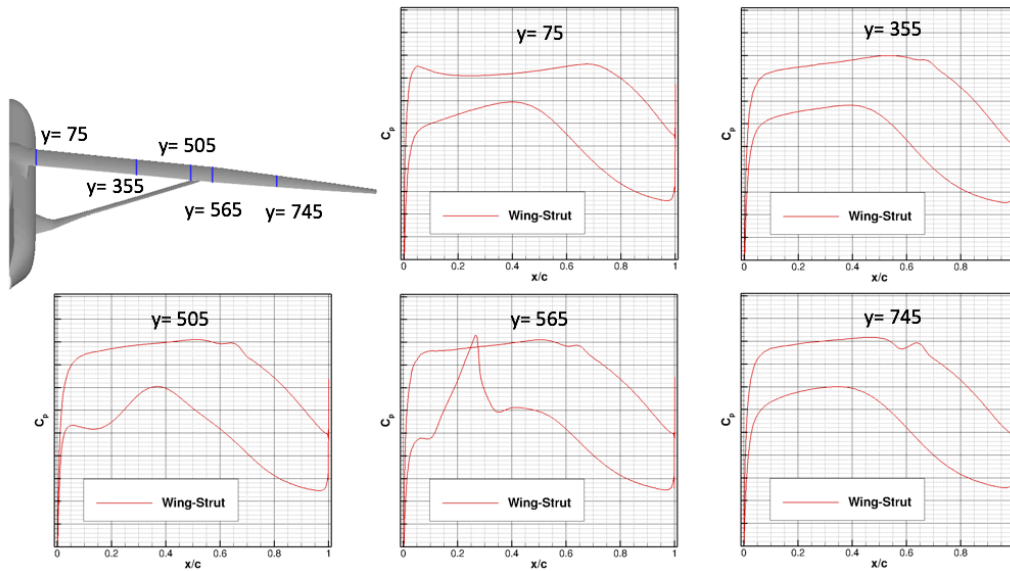 y= 75
y= 505
y= 355
y= 565
y= 745
y= 75
Cp
Wing-Strut
0 0.2 0.4 0.6 0.8 1
x/c
y= 355
Cp
Wing-Strut
0 0.2 0.4 0.6 0.8
x/c
y= 505
Cp
Wing-Strut
0 0.2 0.4 0.6 0.8 1
x/c
y= 565
Cp
Wing-Strut
0 0.2 0.4 0.6 0.8 1
x/c
y= 745
Cp
Wing-Strut
0 0.2 0.4 0.6 0.8
x/c